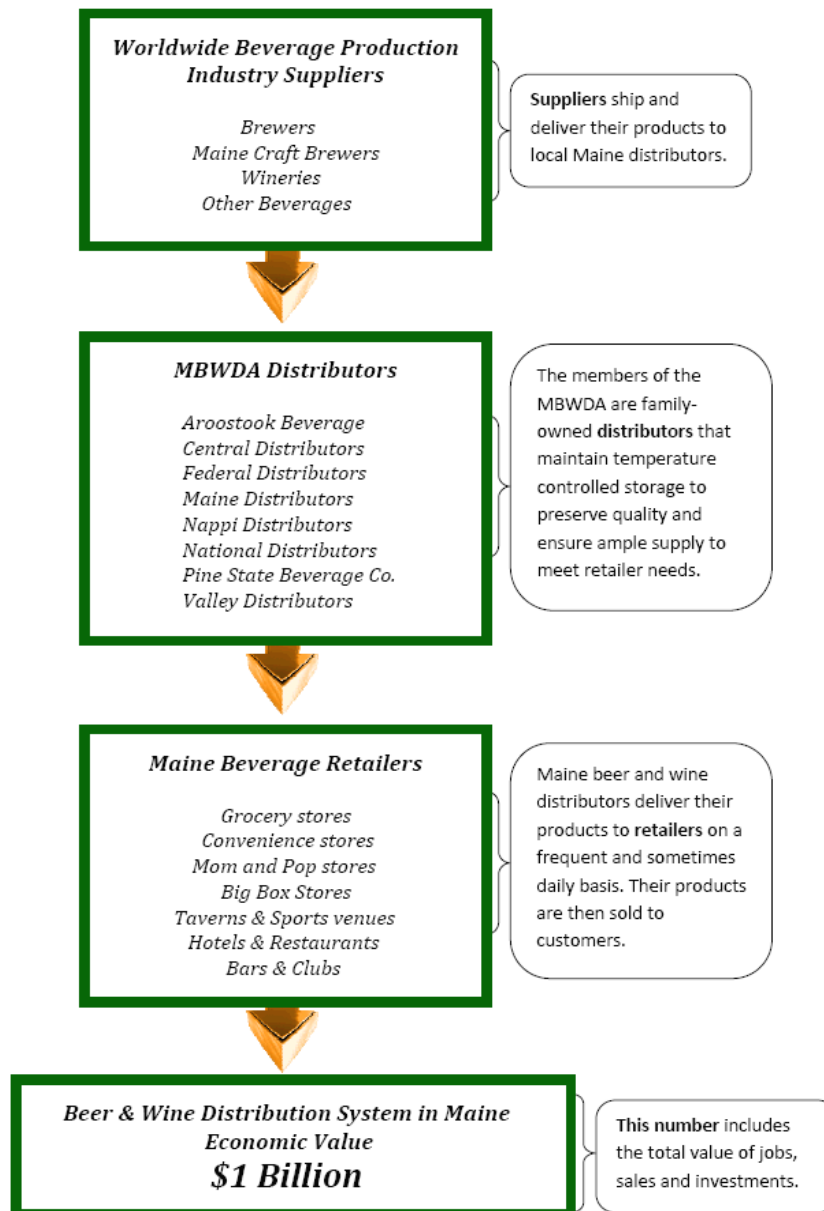 Worldwide Beverage Production
Industry Suppliers
Brewers
Maine Craft Brewers
Wineries
Other Beverages
Suppliers ship and
deliver their products to
local Maine distributors.
MBWDA Distributors
Aroostook Beverage
Central Distributors
Federal Distributors
Maine Distributors
Nappi Distributors
National Distributors
Pine State Beverage Co.
Valley Distributors
The members of the
MBWDA are family-
owned distributors that
maintain temperature
controlled storage to
preserve quality and
ensure ample supply to
meet retailer needs.
Maine Beverage Retailers
Grocery stores
Convenience stores
Mom and Pop stores
Big Box Stores
Taverns & Sports venues
Hotels & Restaurants
Bars & Clubs
Maine beer and wine
distributors deliver their
products to retailers on a
frequent and sometimes
daily basis. Their products
are then sold to
customers.
Beer & Wine Distribution System in Maine
Economic Value
$1 Billion
This number includes
the total value of jobs,
sales and investments.